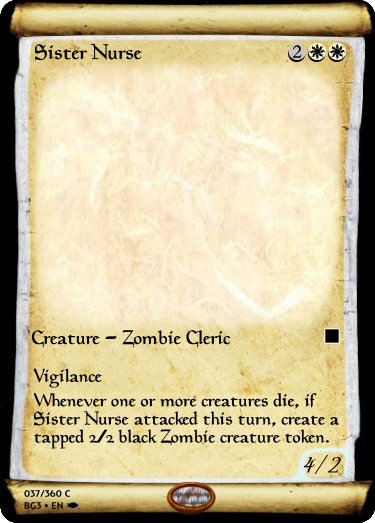 Sister Nurse 2
Creature – Zombie Cleric
Vigilance
Whenever one or more creatures die, if
Sister Nurse attacked this turn, create a
tapped 2/2 black Zombie creature token.
4/2
037/360 C
BG3 • EN